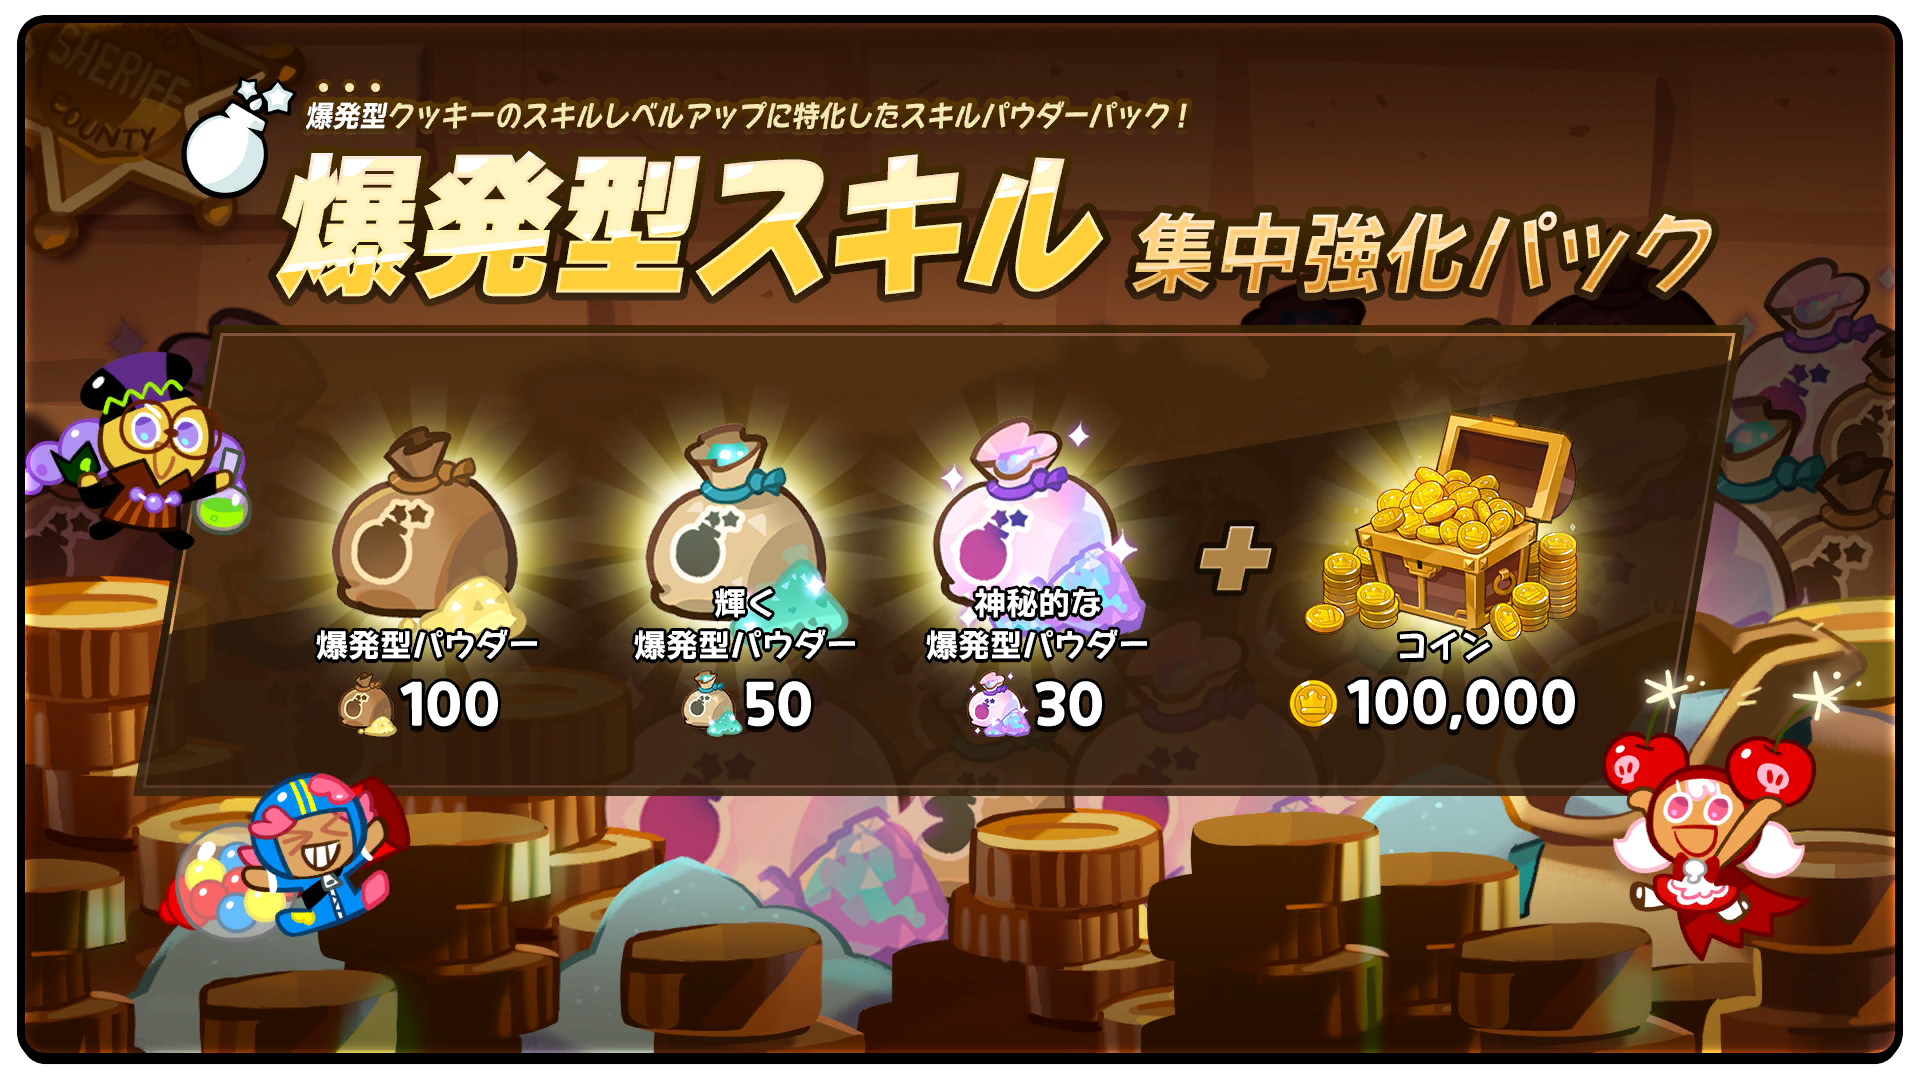 SHERIFF
COUNTY
爆発型クッキーのスキルレベルアップに特化したスキルパウダーパック！
爆発型スキル 集中強化パック
爆発型パウダー
100
輝く
爆発型パウダー
50
神秘的な
爆発型パウダー
30
+
コイン
100,000